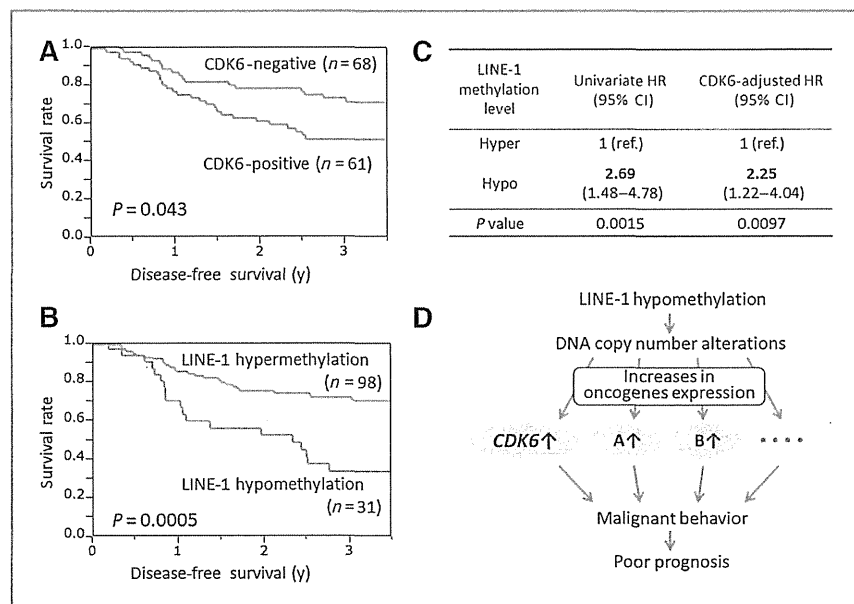 A
1.0
0.8
0.6
0.4
0.2
0.0
Survival rate
CDK6-negative (n = 68)
CDK6-positive (n = 61)
P = 0.043
0 1 2 3
Disease-free survival (y)
B
1.0
0.8
0.6
0.4
0.2
0.0
Survival rate
LINE-1 hypermethylation
(n = 98)
LINE-1 hypomethylation
(n = 31)
P = 0.0005
0 1 2 3
Disease-free survival (y)
C
LINE-1
methylation
level
Univariate HR
(95% CI)
CDK6-adjusted HR
(95% CI)
Hyper 1 (ref.) 1 (ref.)
Hypo
2.69
(1.48–4.78)
2.25
(1.22–4.04)
P value 0.0015 0.0097
D
LINE-1 hypomethylation
DNA copy number alterations
Increases in
oncogenes expression
CDK6↑ A↑ B↑ ····
Malignant behavior
Poor prognosis